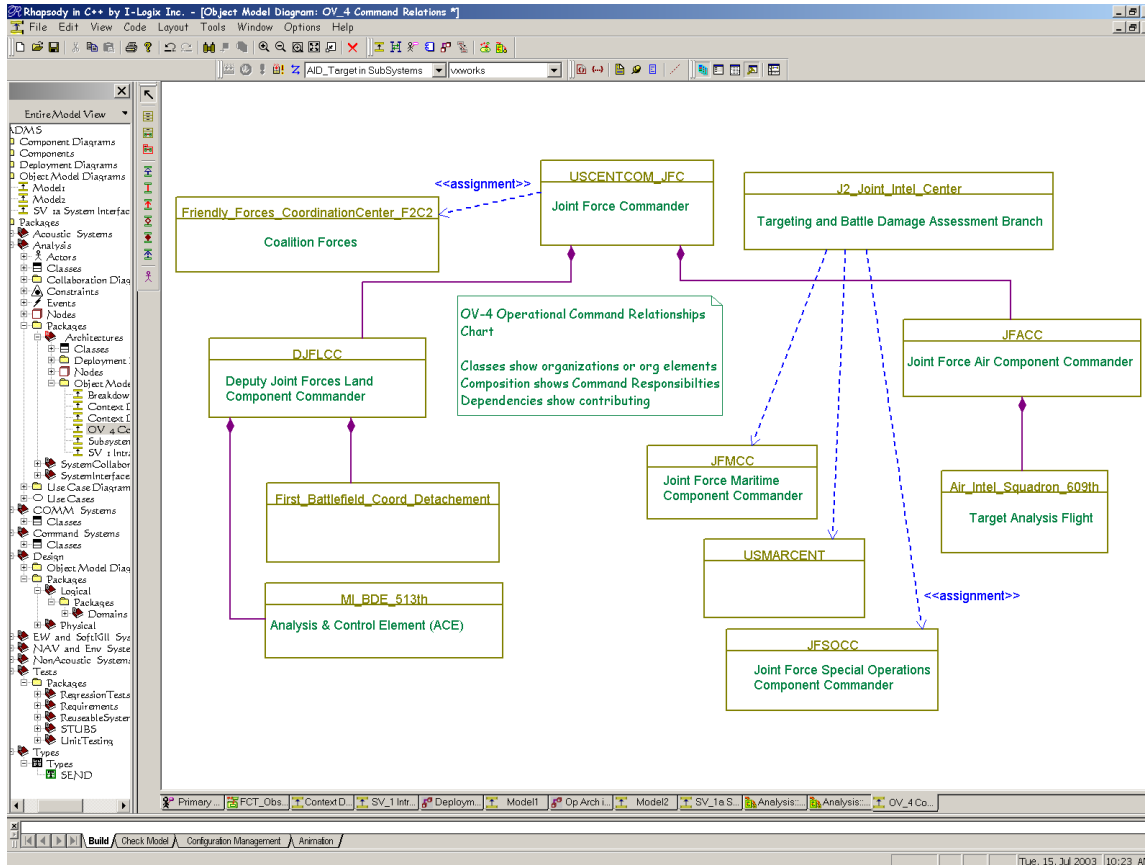 Rhapsody in C++ by I-Logix Inc. - [Object Model Diagram: OV_4 Command Relations *]
File Edit View Code Layout Tools Window Options Help
AID_Target in SubSystems
vxworks
Entire Model View
ADMS
Component Diagrams
Components
Deployment Diagrams
Object Model Diagrams
Model1
Model2
SV_1a System Interfac
Packages
Acoustic Systems
Analysis
Actors
Classes
Collaboration Diag
Constraints
Events
Nodes
Packages
Architectures
Classes
Deployment
Nodes
Object Mode
Breakdow
Context D
Context D
OV_4 Co
Subsystem
SV_1 Intra
SystemCollabor
SystemInterface
Use Case Diagram
Use Cases
COMM Systems
Classes
Command Systems
Classes
Design
Object Model Diag
Packages
Logical
Packages
Domains
Physical
EW and SoftKill Sys
NAV and Env Syste
NonAcoustic Systems
Tests
Packages
RegressionTests
Requirements
ReuseableSystem
STUBS
UnitTesting
Types
Types
SEND
<<assignment>>
USCENTCOM_JFC
Joint Force Commander
J2_Joint_Intel_Center
Targeting and Battle Damage Assessment Branch
Friendly_Forces_CoordinationCenter_F2C2
Coalition Forces
OV-4 Operational Command Relationships
Chart
Classes show organizations or org elements
Composition shows Command Responsibilties
Dependencies show contributing
DJFLCC
Deputy Joint Forces Land
Component Commander
JFACC
Joint Force Air Component Commander
JFMCC
Joint Force Maritime
Component Commander
First_Battlefield_Coord_Detachement
Air_Intel_Squadron_609th
Target Analysis Flight
USMARCENT
MI_BDE_513th
Analysis & Control Element (ACE)
<<assignment>>
JFSOCC
Joint Force Special Operations
Component Commander
Primary ...
FCT_Obs...
Context D...
SV_1 Intr...
Deploym...
Model1
Op Arch i...
Model2
SV_1a S...
Analysis:...
Analysis:...
OV_4 Co...
Build Check Model Configuration Management Animation
Tue, 15, Jul 2003 10:23 AM